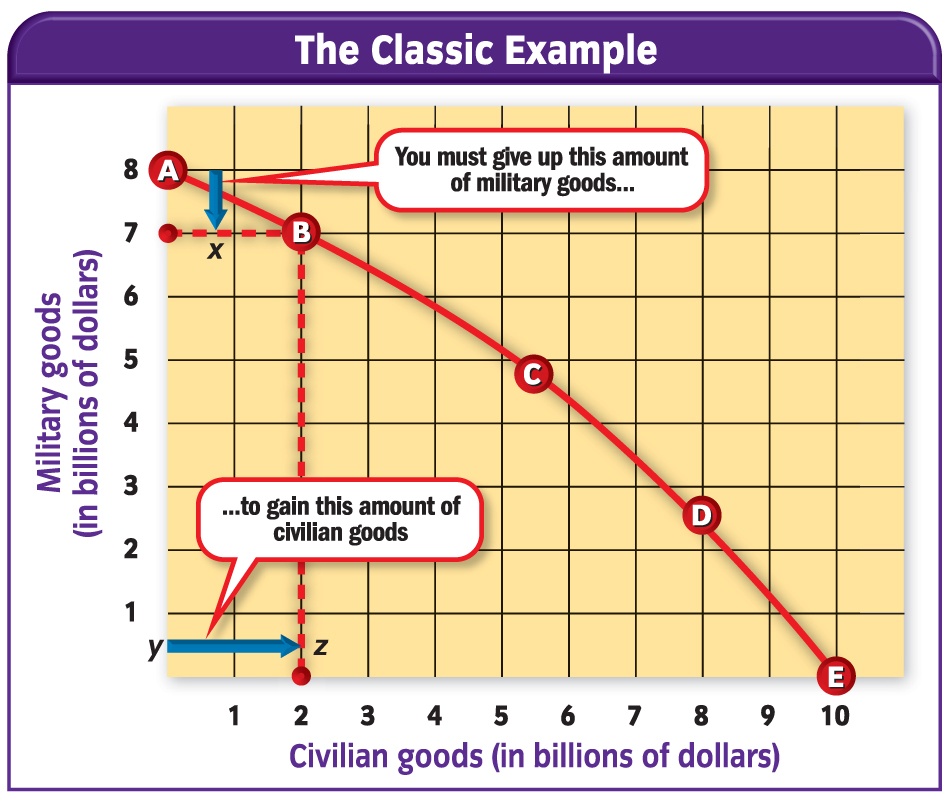 The Classic Example
Military goods
(in billions of dollars)
8
7
6
5
4
3
2
1
A
B
C
D
E
You must give up this amount
of military goods...
x
...to gain this amount of
civilian goods
y
z
1
2
3
4
5
6
7
8
9
10
Civilian goods (in billions of dollars)